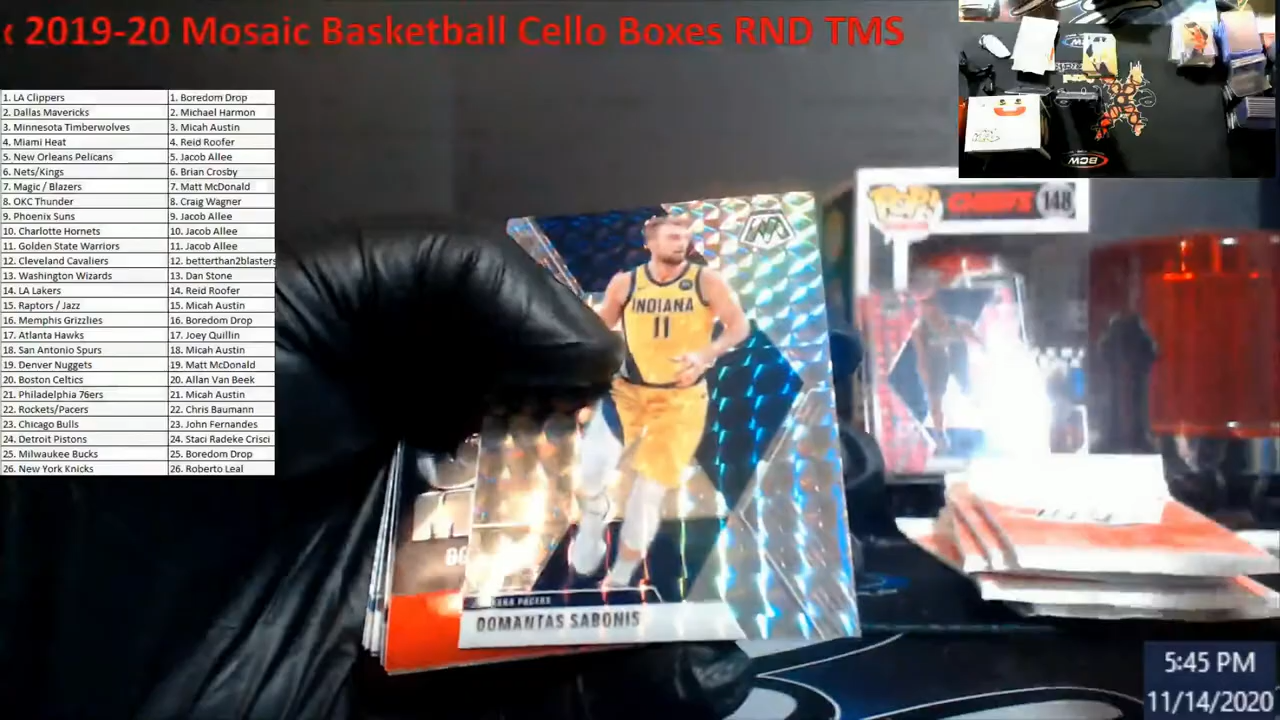 2019-20 Mosaic Basketball Cello Boxes RND TMS
1. LA Clippers 1. Boredom Drop
2. Dallas Mavericks 2. Michael Harmon
3. Minnesota Timberwolves 3. Micah Austin
4. Miami Heat 4. Reid Roofer
5. New Orleans Pelicans 5. Jacob Allee
6. Nets/Kings 6. Brian Crosby
7. Magic / Blazers 7. Matt McDonald
8. OKC Thunder 8. Craig Wagner
9. Phoenix Suns 9. Jacob Allee
10. Charlotte Hornets 10. Jacob Allee
11. Golden State Warriors 11. Jacob Allee
12. Cleveland Cavaliers 12. betterthan2blasters
13. Washington Wizards 13. Dan Stone
14. LA Lakers 14. Reid Roofer
15. Raptors / Jazz 15. Micah Austin
16. Memphis Grizzlies 16. Boredom Drop
17. Atlanta Hawks 17. Joey Quillin
18. San Antonio Spurs 18. Micah Austin
19. Denver Nuggets 19. Matt McDonald
20. Boston Celtics 20. Allan Van Beek
21. Philadelphia 76ers 21. Micah Austin
22. Rockets/Pacers 22. Chris Baumann
23. Chicago Bulls 23. John Fernandes
24. Detroit Pistons 24. Staci Radeke Crisci
25. Milwaukee Bucks 25. Boredom Drop
26. New York Knicks 26. Roberto Leal
BCW
POP!
CHIEFS
148
INDIANA
11
PACERS
DOMANTAS SABONIS
5:45 PM
11/14/2020